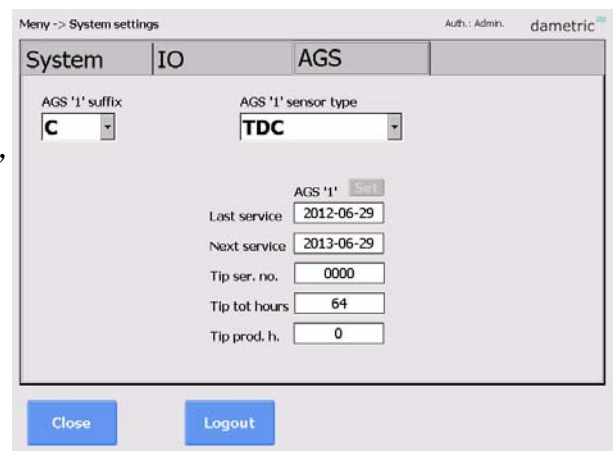 Meny -> System settings Auth.: Admin. dametric
System IO AGS
AGS '1' suffix AGS '1' sensor type
C TDC
,
AGS '1' Set
Last service 2012-06-29
Next service 2013-06-29
Tip ser. no. 0000
Tip tot hours 64
Tip prod. h. 0
Close Logout